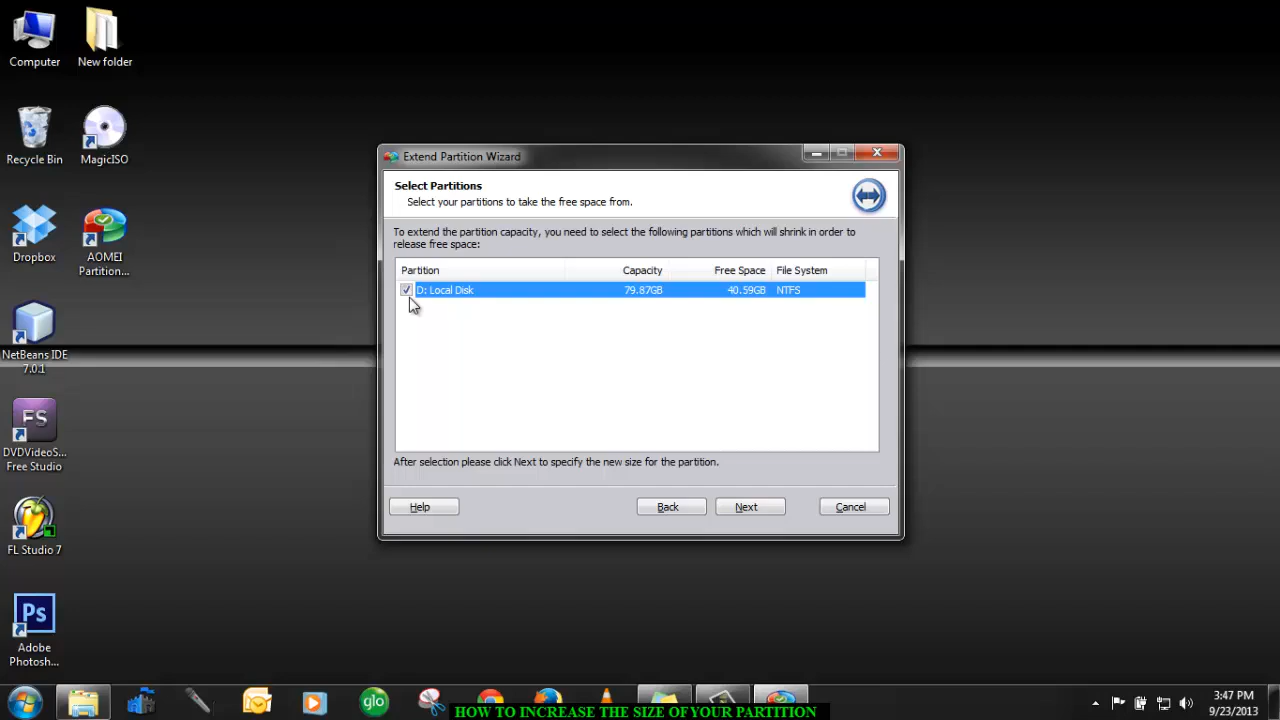 Computer
New folder
Recycle Bin
MagicISO
Dropbox
AOMEI
Partition...
NetBeans IDE
7.0.1
FS
DVDVideoS...
Free Studio
FL Studio 7
Ps
Adobe
Photosh...
Extend Partition Wizard
Select Partitions
Select your partitions to take the free space from.
To extend the partition capacity, you need to select the following partitions which will shrink in order to
release free space:
Partition Capacity Free Space File System
D: Local Disk 79.87GB 40.59GB NTFS
After selection please click Next to specify the new size for the partition.
Help Back Next Cancel
glo
3:47 PM
9/23/2013
HOW TO INCREASE THE SIZE OF YOUR PARTITION